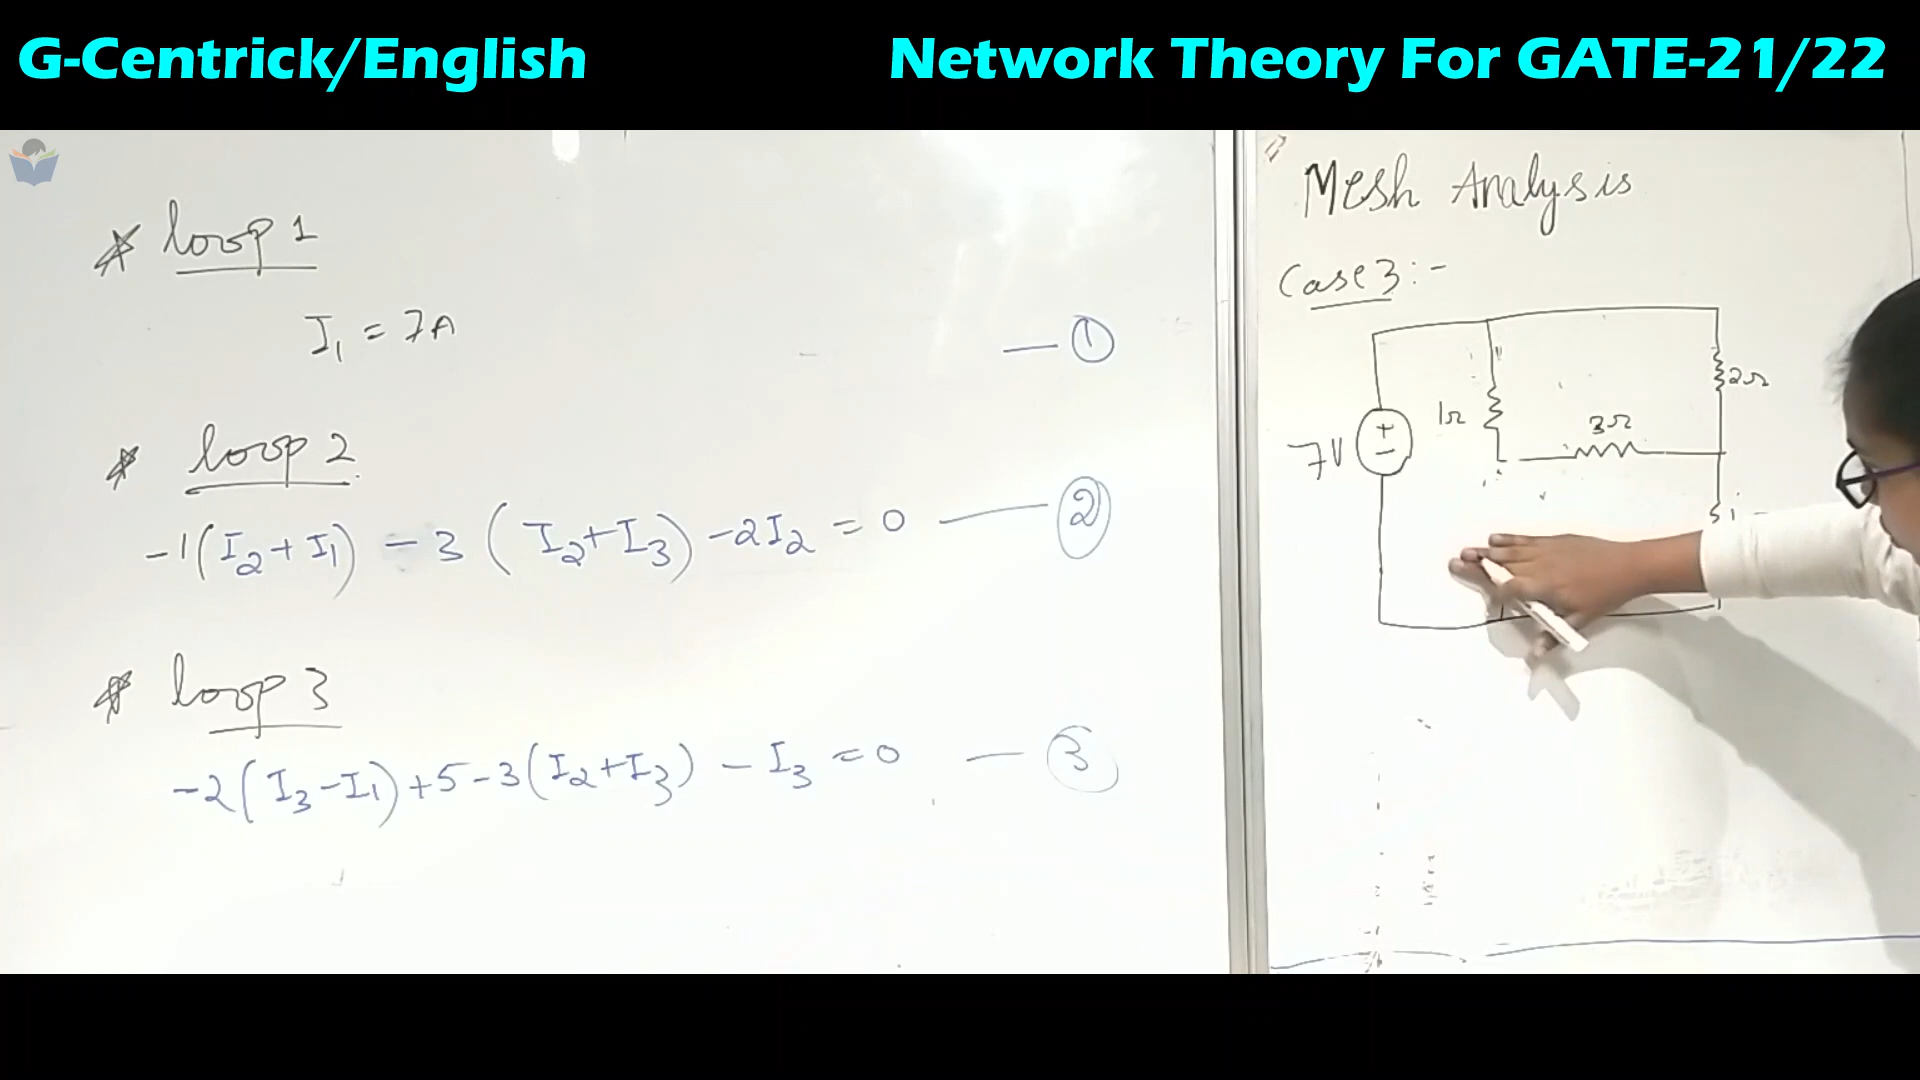 G-Centrick/English
Network Theory For GATE-21/22
* loop 1
I₁ = 7A — ①
* loop 2
-1(I₂+I₁) - 3(I₂+I₃) -2I₂ = 0 — ②
* loop 3
-2(I₃-I₁)+5-3(I₂+I₃) - I₃ = 0 — ③
Mesh Analysis
Case 3:-
2Ω
1Ω
3Ω
7V
+
-